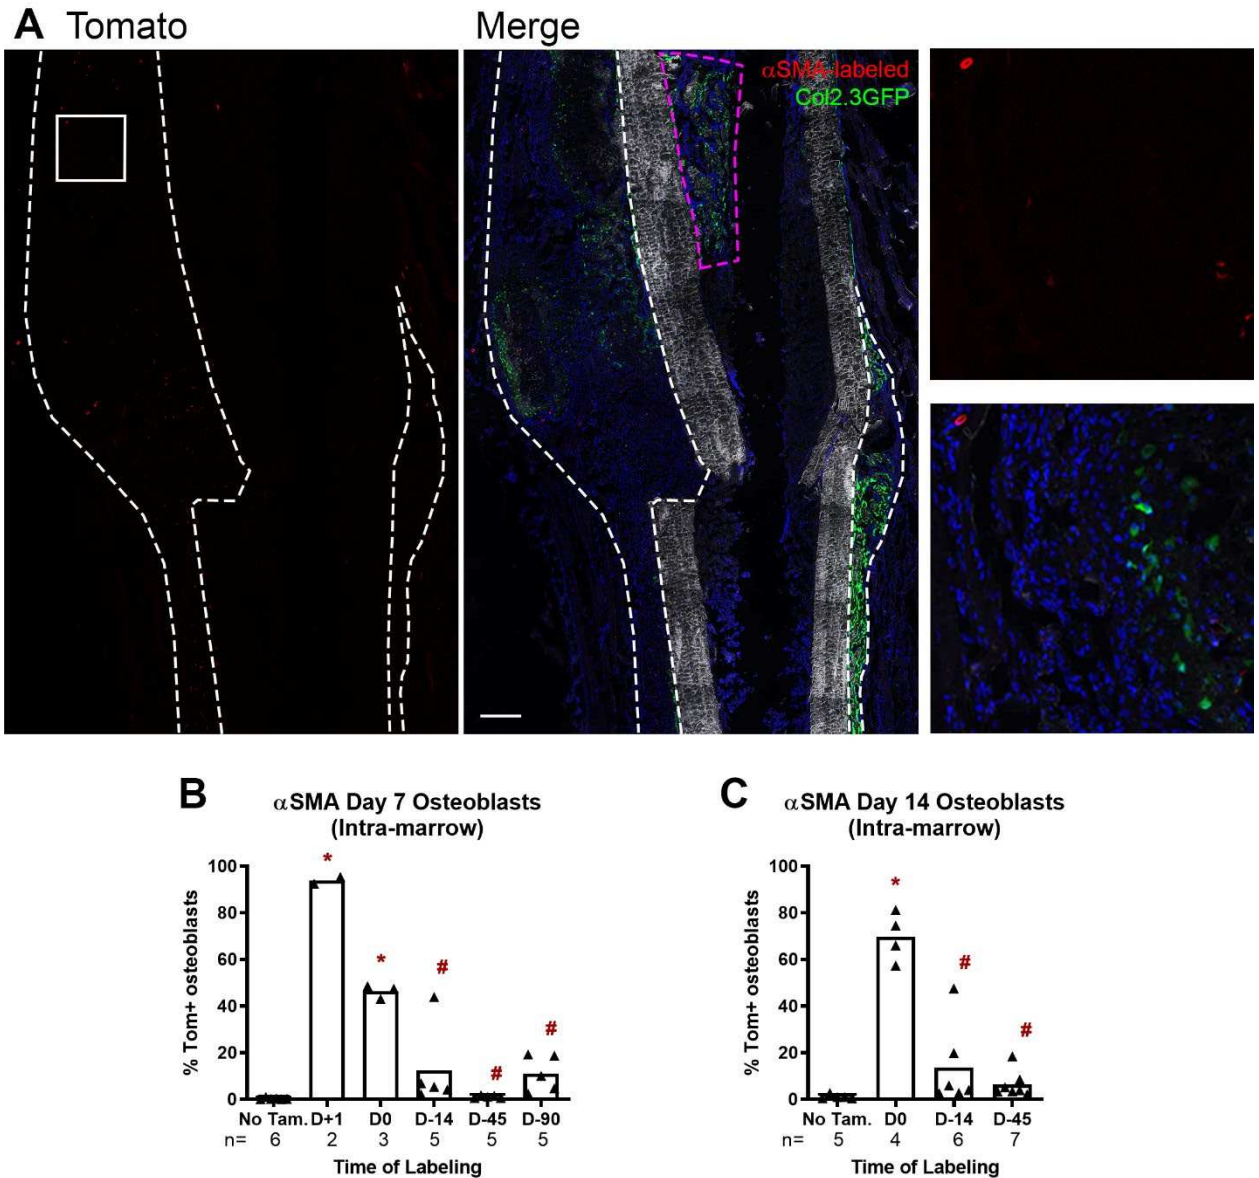 A Tomato
Merge
αSMA-labeled
Col2.3GFP
B
αSMA Day 7 Osteoblasts
(Intra-marrow)
% Tom+ osteoblasts
100
80
60
40
20
0
*
*
#
#
#
No Tam. D+1 D0 D-14 D-45 D-90
n= 6 2 3 5 5 5
Time of Labeling
C
αSMA Day 14 Osteoblasts
(Intra-marrow)
% Tom+ osteoblasts
100
80
60
40
20
0
*
#
#
No Tam. D0 D-14 D-45
n= 5 4 6 7
Time of Labeling